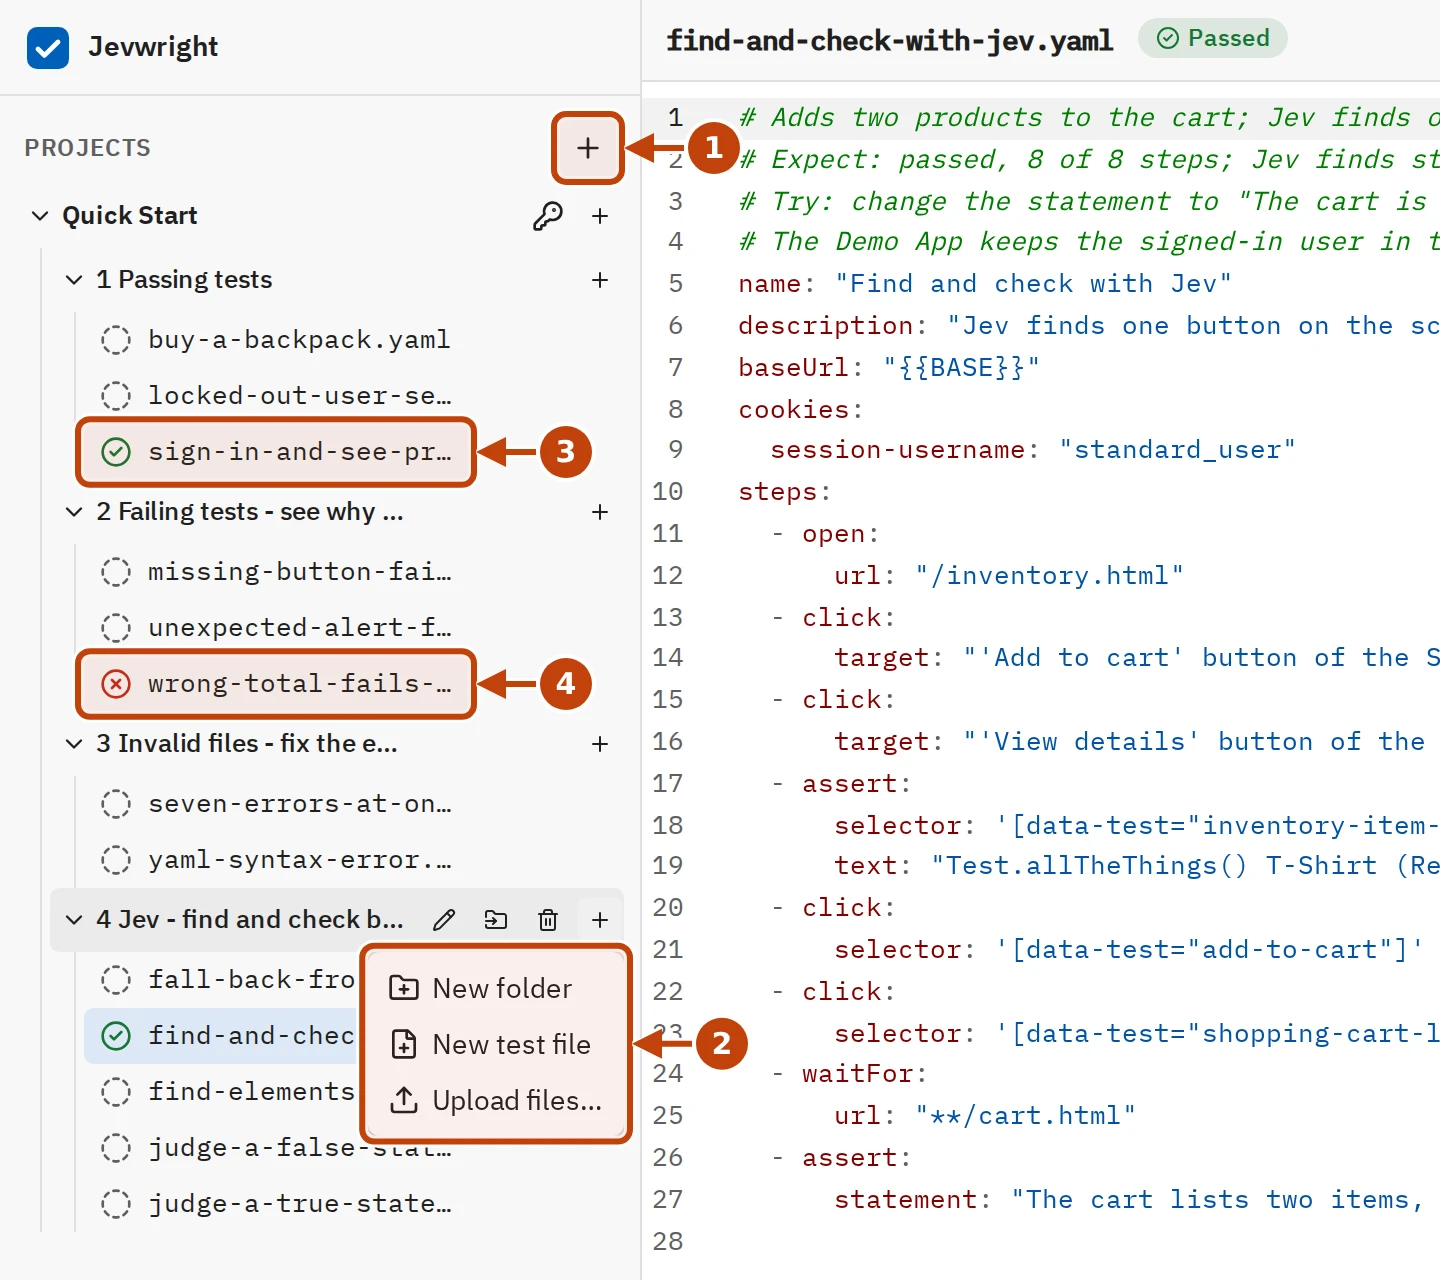 Jevwright
PROJECTS
1
Quick Start
1 Passing tests
buy-a-backpack.yaml
locked-out-user-se…
sign-in-and-see-pr…
3
2 Failing tests - see why ...
missing-button-fai…
unexpected-alert-f…
wrong-total-fails-…
4
3 Invalid files - fix the e...
seven-errors-at-on…
yaml-syntax-error.…
4 Jev - find and check b...
fall-back-fro
find-and-chec
find-elements
judge-a-false-stat…
judge-a-true-state…
New folder
New test file
Upload files...
2
find-and-check-with-jev.yaml
Passed
1 # Adds two products to the cart; Jev finds o
2 # Expect: passed, 8 of 8 steps; Jev finds st
3 # Try: change the statement to "The cart is
4 # The Demo App keeps the signed-in user in t
5 name: "Find and check with Jev"
6 description: "Jev finds one button on the sc
7 baseUrl: "{{BASE}}"
8 cookies:
9 session-username: "standard_user"
10 steps:
11 - open:
12 url: "/inventory.html"
13 - click:
14 target: "'Add to cart' button of the S
15 - click:
16 target: "'View details' button of the
17 - assert:
18 selector: '[data-test="inventory-item-
19 text: "Test.allTheThings() T-Shirt (Re
20 - click:
21 selector: '[data-test="add-to-cart"]'
22 - click:
23 selector: '[data-test="shopping-cart-l
24 - waitFor:
25 url: "**/cart.html"
26 - assert:
27 statement: "The cart lists two items,
28